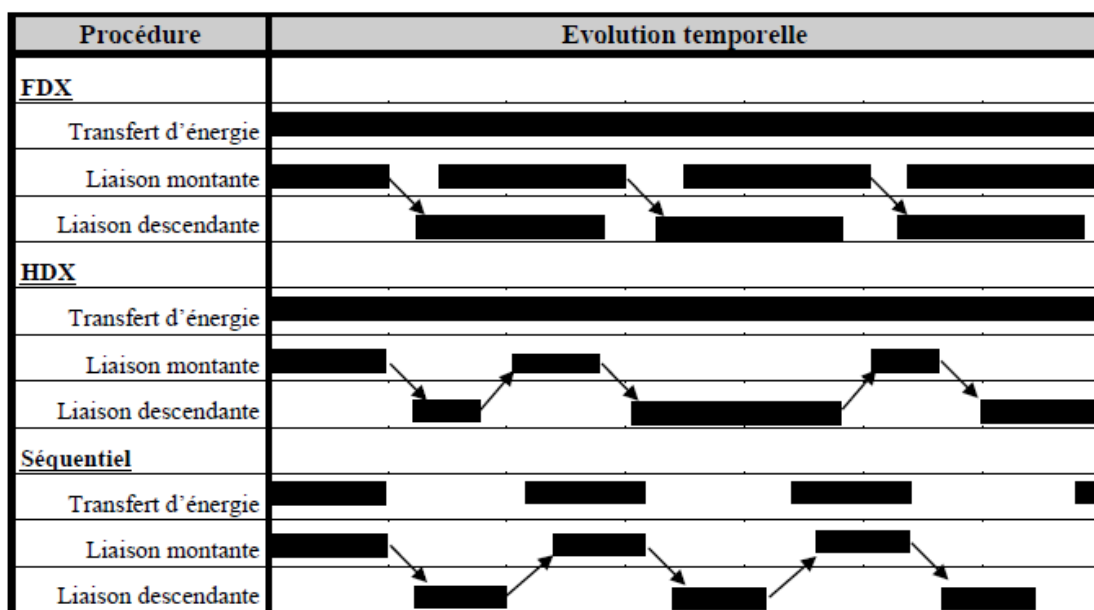 Procédure Evolution temporelle
FDX
Transfert d’énergie
Liaison montante
Liaison descendante
HDX
Transfert d’énergie
Liaison montante
Liaison descendante
Séquentiel
Transfert d’énergie
Liaison montante
Liaison descendante